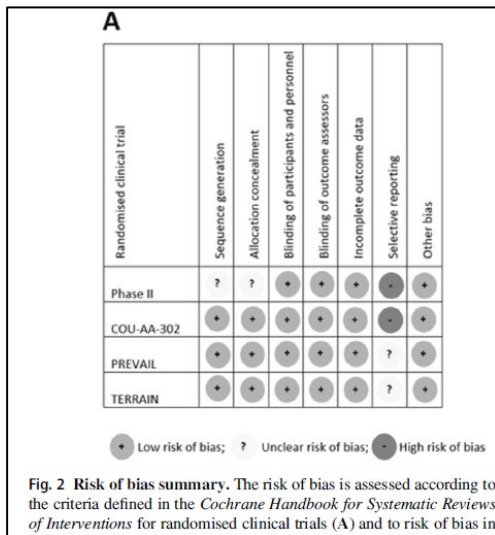 A
Randomised clinical trial
Sequence generation
Allocation concealment
Blinding of participants and personnel
Blinding of outcome assessors
Incomplete outcome data
Selective reporting
Other bias
Phase II ? ? + + + - +
COU-AA-302 + + + + + - +
PREVAIL + + + + + ? +
TERRAIN + + + + + ? +
+ Low risk of bias; ? Unclear risk of bias; - High risk of bias
Fig. 2 Risk of bias summary. The risk of bias is assessed according to
the criteria defined in the Cochrane Handbook for Systematic Reviews
of Interventions for randomised clinical trials (A) and to risk of bias in